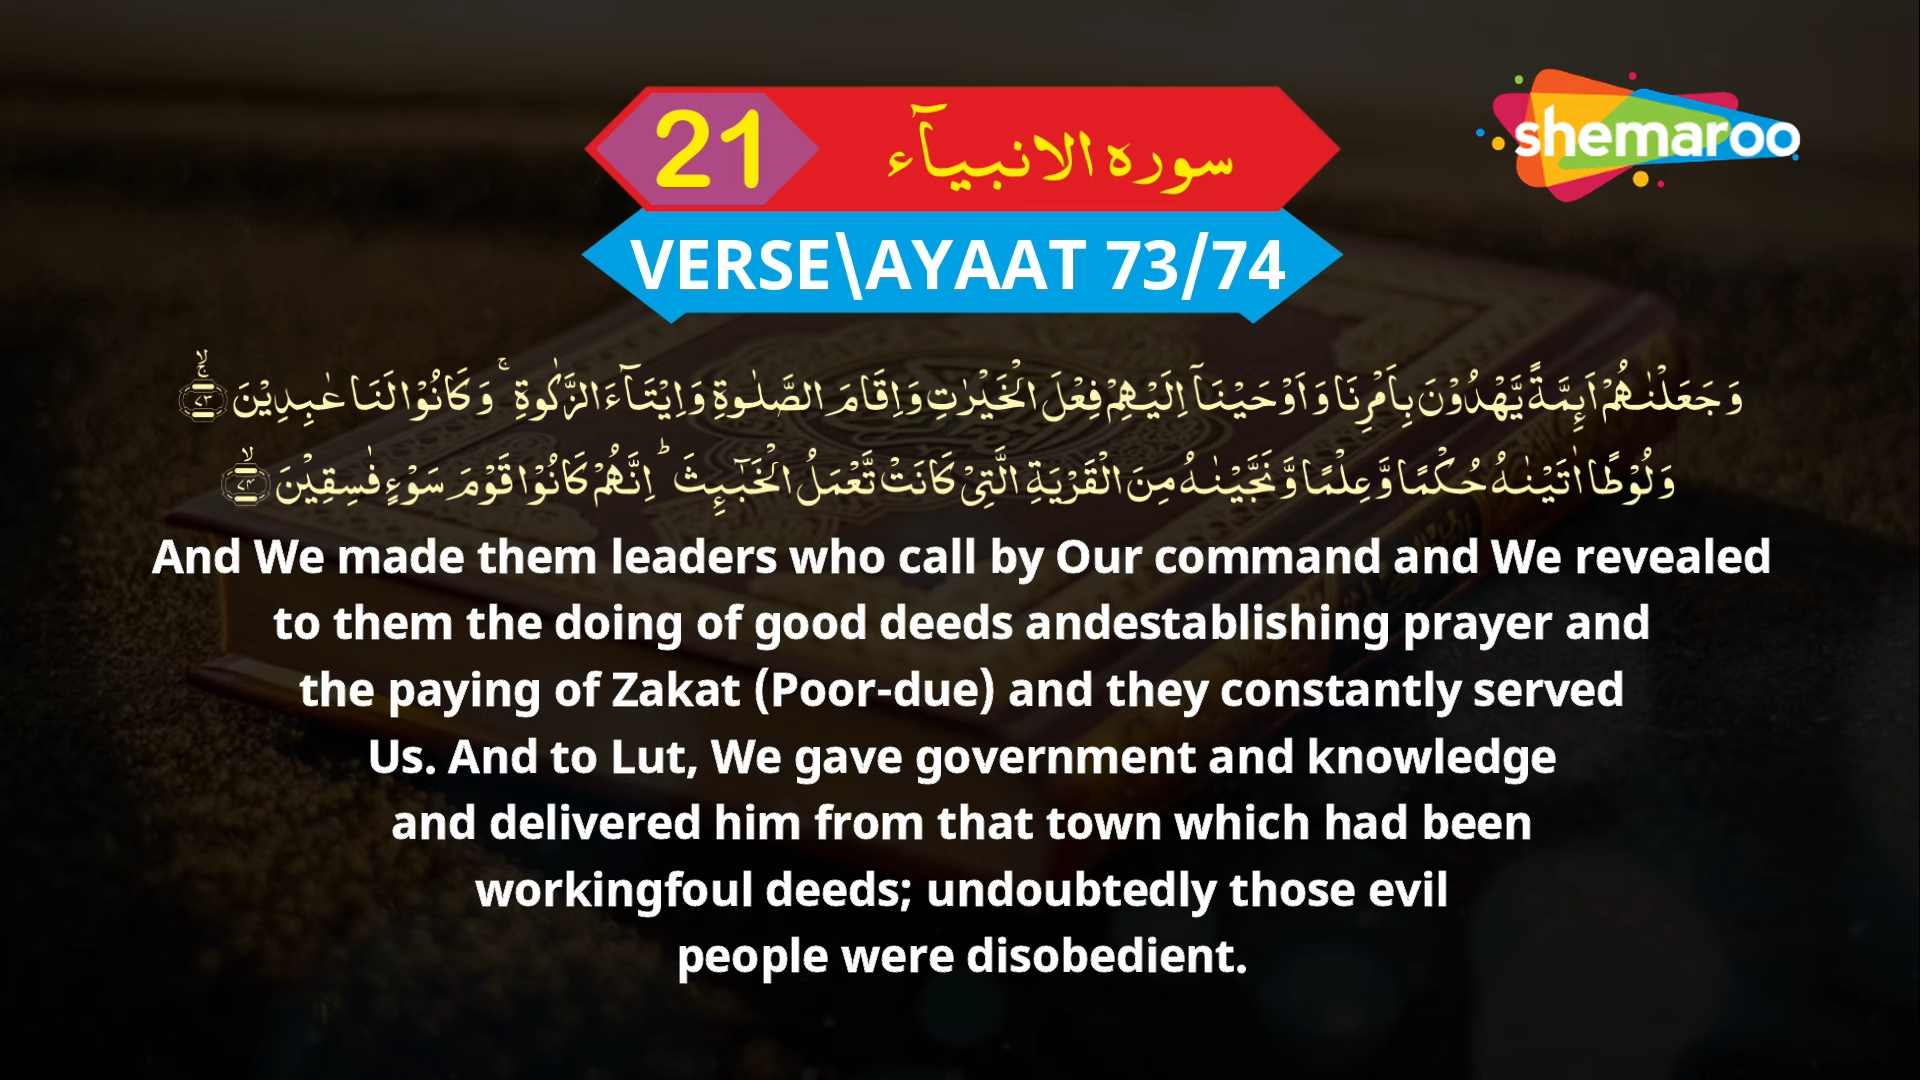 21 سورہ الانبیآء
shemaroo
VERSE\AYAAT 73/74
وَجَعَلْنٰهُمْ اَىِٕمَّةً يَّهْدُوْنَ بِاَمْرِنَا وَاَوْحَيْنَاۤ اِلَيْهِمْ فِعْلَ الْخَيْرٰتِ وَاِقَامَ الصَّلٰوةِ وَاِيْتَآءَ الزَّكٰوةِ ۚ وَكَانُوْا لَنَا عٰبِدِيْنَ ۙۚ ٧٣
وَلُوْطًا اٰتَيْنٰهُ حُكْمًا وَّعِلْمًا وَّنَجَّيْنٰهُ مِنَ الْقَرْيَةِ الَّتِىْ كَانَتْ تَّعْمَلُ الْخَبٰٓىِٕثَ ؕ اِنَّهُمْ كَانُوْا قَوْمَ سَوْءٍ فٰسِقِيْنَ ۙ ٧٤
And We made them leaders who call by Our command and We revealed
to them the doing of good deeds andestablishing prayer and
the paying of Zakat (Poor-due) and they constantly served
Us. And to Lut, We gave government and knowledge
and delivered him from that town which had been
workingfoul deeds; undoubtedly those evil
people were disobedient.